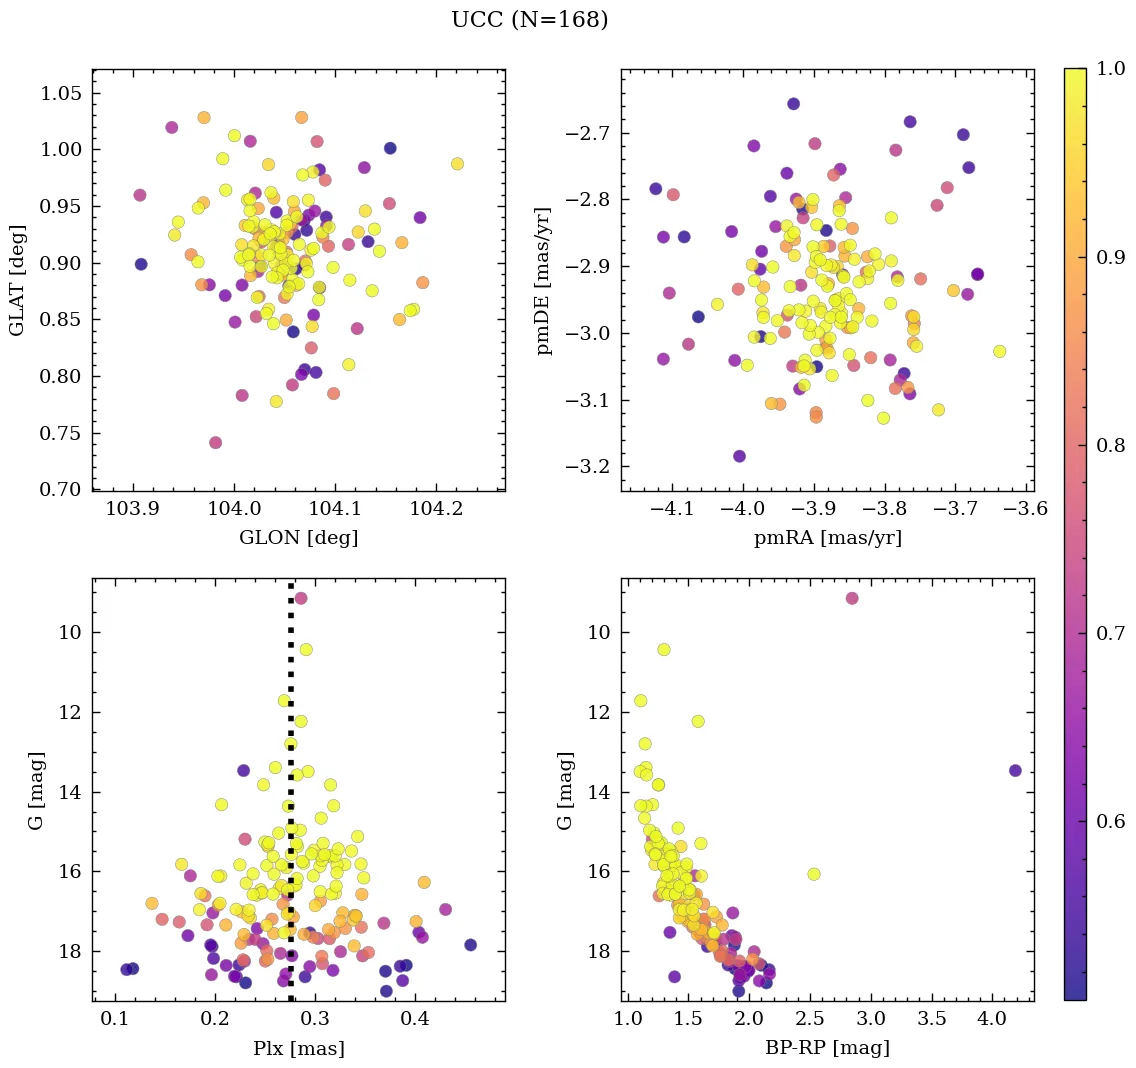 UCC (N=168)
1.05
1.00
0.95
0.90
0.85
0.80
0.75
0.70
GLAT [deg]
103.9 104.0 104.1 104.2
GLON [deg]
−2.7
−2.8
−2.9
−3.0
−3.1
−3.2
pmDE [mas/yr]
−4.1 −4.0 −3.9 −3.8 −3.7 −3.6
pmRA [mas/yr]
10
12
14
16
18
G [mag]
0.1 0.2 0.3 0.4
Plx [mas]
10
12
14
16
18
G [mag]
1.0 1.5 2.0 2.5 3.0 3.5 4.0
BP-RP [mag]
1.0
0.9
0.8
0.7
0.6